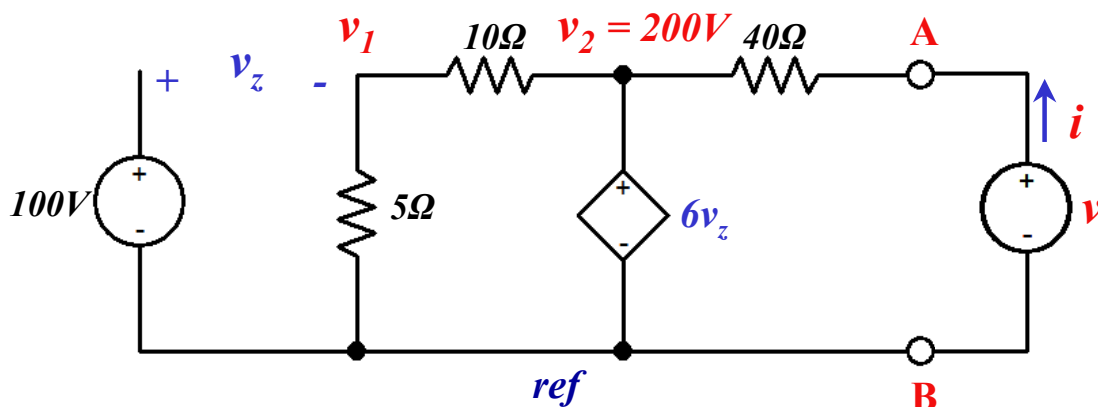 v1 10Ω v2 = 200V 40Ω A
+ vz -
i
+ + +
100V 5Ω 6vz v
- - -
ref B